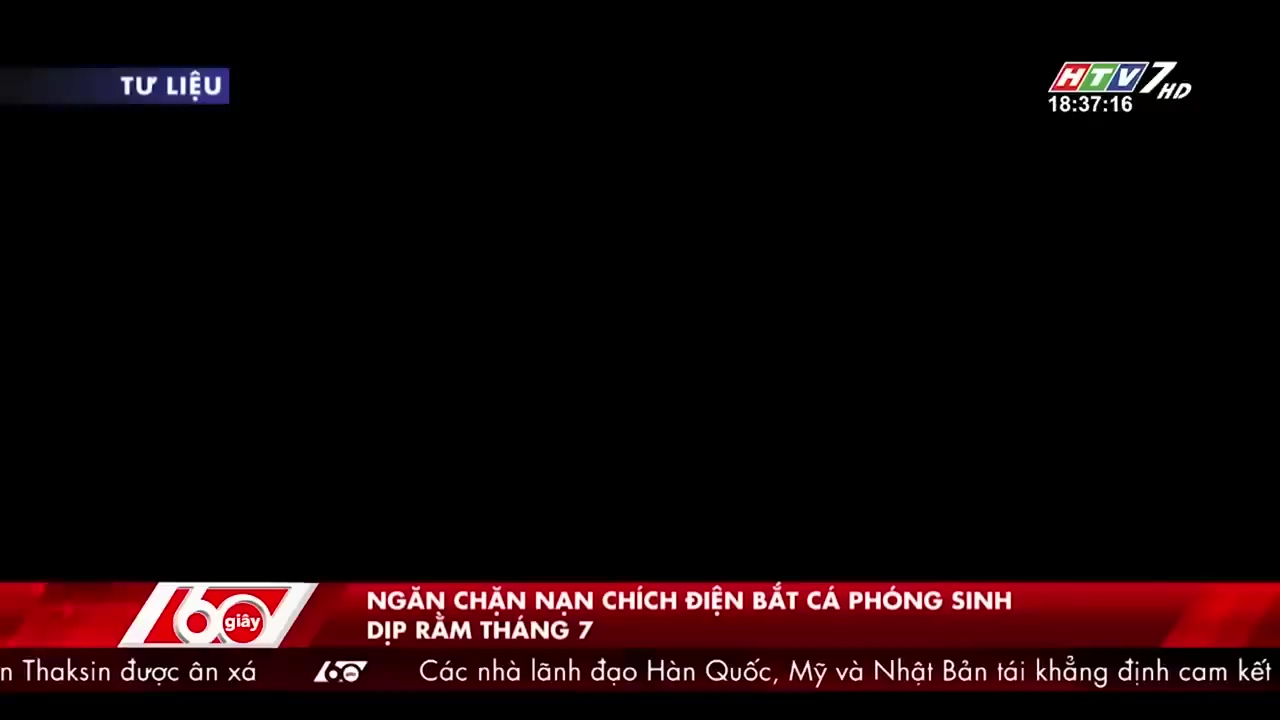 TƯ LIỆU
HTV7 HD
18:37:16
60 giây
NGĂN CHẶN NẠN CHÍCH ĐIỆN BẮT CÁ PHÓNG SINH
DỊP RẰM THÁNG 7
n Thaksin được ân xá 60 giây Các nhà lãnh đạo Hàn Quốc, Mỹ và Nhật Bản tái khẳng định cam kết